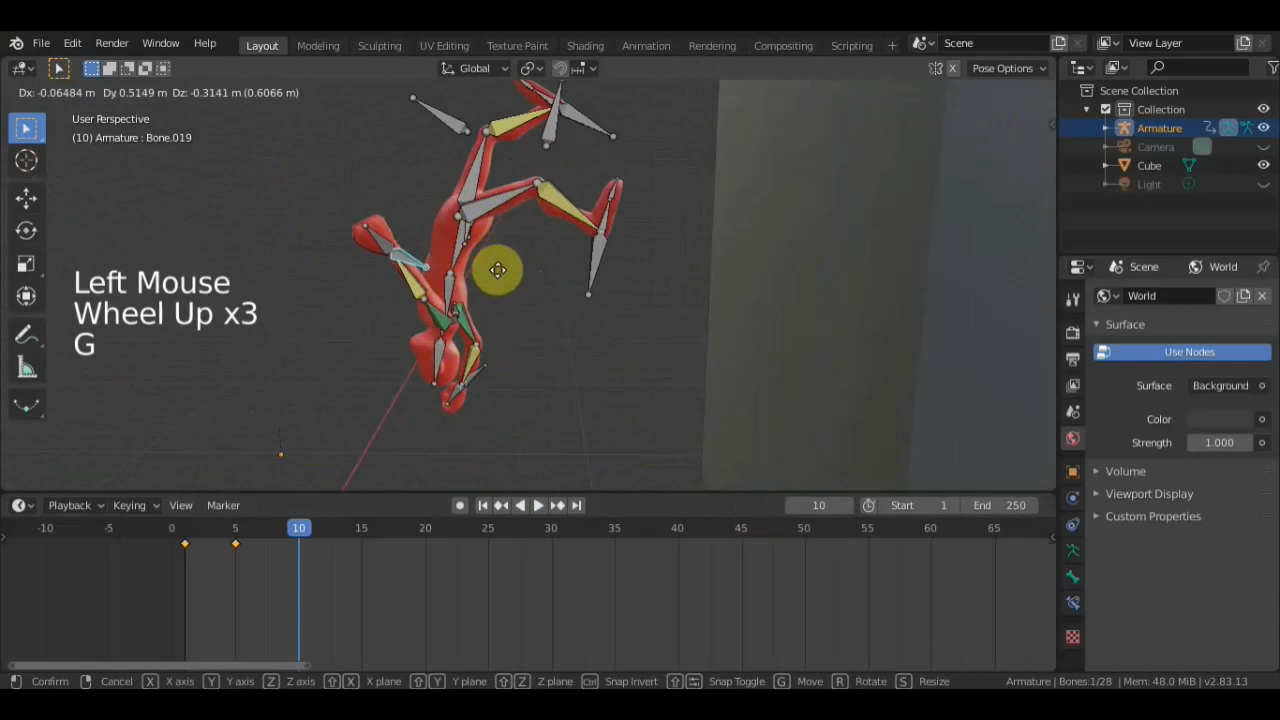 File Edit Render Window Help Layout Modeling Sculpting UV Editing Texture Paint Shading Animation Rendering Compositing Scripting + Scene View Layer
Global Pose Options
X
Dx: -0.06484 m Dy: 0.5149 m Dz: -0.3141 m (0.6066 m)
User Perspective
(10) Armature : Bone.019
Left Mouse
Wheel Up x3
G
Scene Collection
Collection
Armature
Camera
Cube
Light
Scene World
World
Surface
Use Nodes
Surface Background
Color
Strength 1.000
Volume
Viewport Display
Custom Properties
Playback Keying View Marker 10 Start 1 End 250
-10 -5 0 5 10 15 20 25 30 35 40 45 50 55 60 65
Confirm Cancel X X axis Y Y axis Z Z axis X X plane Y Y plane Z Z plane Ctrl Snap Invert Snap Toggle G Move R Rotate S Resize Armature | Bones:1/28 | Mem: 48.0 MiB | v2.83.13